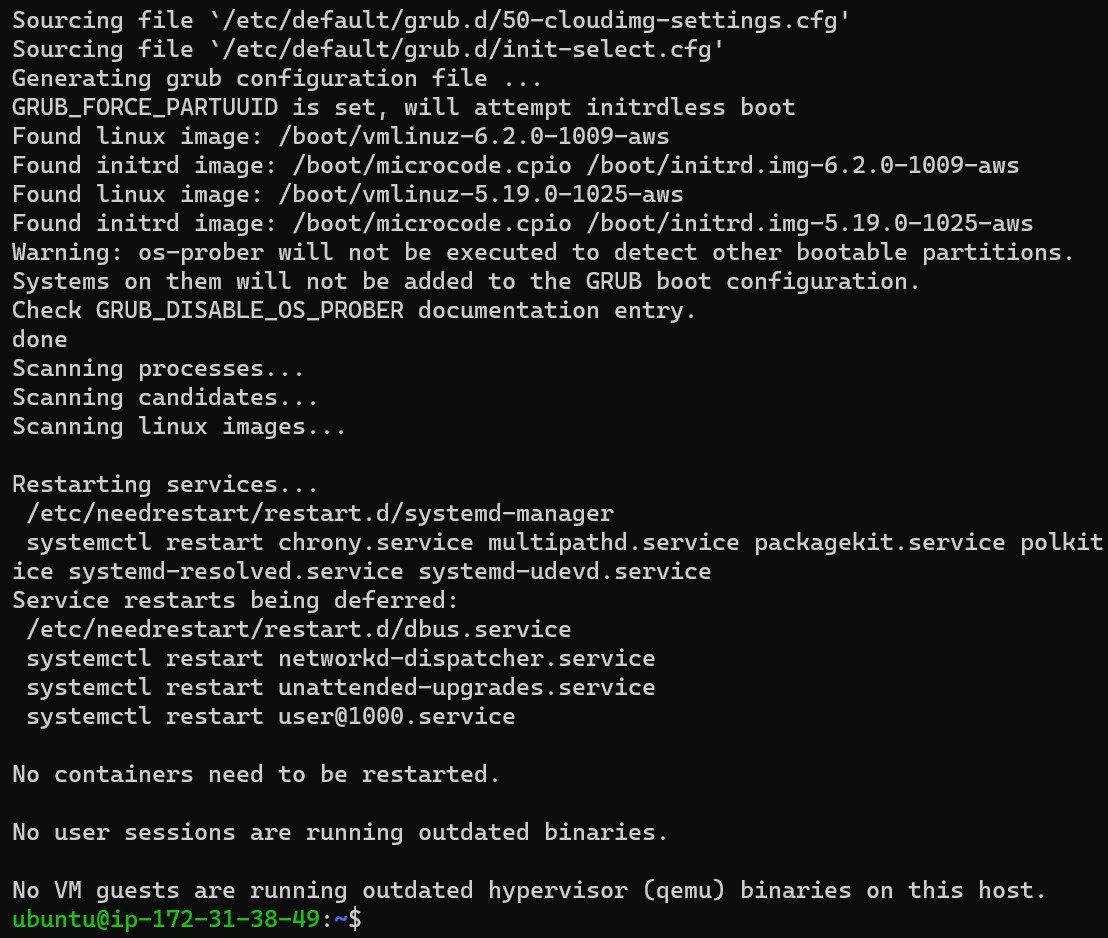 Sourcing file `/etc/default/grub.d/50-cloudimg-settings.cfg'
Sourcing file `/etc/default/grub.d/init-select.cfg'
Generating grub configuration file ...
GRUB_FORCE_PARTUUID is set, will attempt initrdless boot
Found linux image: /boot/vmlinuz-6.2.0-1009-aws
Found initrd image: /boot/microcode.cpio /boot/initrd.img-6.2.0-1009-aws
Found linux image: /boot/vmlinuz-5.19.0-1025-aws
Found initrd image: /boot/microcode.cpio /boot/initrd.img-5.19.0-1025-aws
Warning: os-prober will not be executed to detect other bootable partitions.
Systems on them will not be added to the GRUB boot configuration.
Check GRUB_DISABLE_OS_PROBER documentation entry.
done
Scanning processes...
Scanning candidates...
Scanning linux images...

Restarting services...
 /etc/needrestart/restart.d/systemd-manager
 systemctl restart chrony.service multipathd.service packagekit.service polkit
ice systemd-resolved.service systemd-udevd.service
Service restarts being deferred:
 /etc/needrestart/restart.d/dbus.service
 systemctl restart networkd-dispatcher.service
 systemctl restart unattended-upgrades.service
 systemctl restart user@1000.service

No containers need to be restarted.

No user sessions are running outdated binaries.

No VM guests are running outdated hypervisor (qemu) binaries on this host.
ubuntu@ip-172-31-38-49:~$